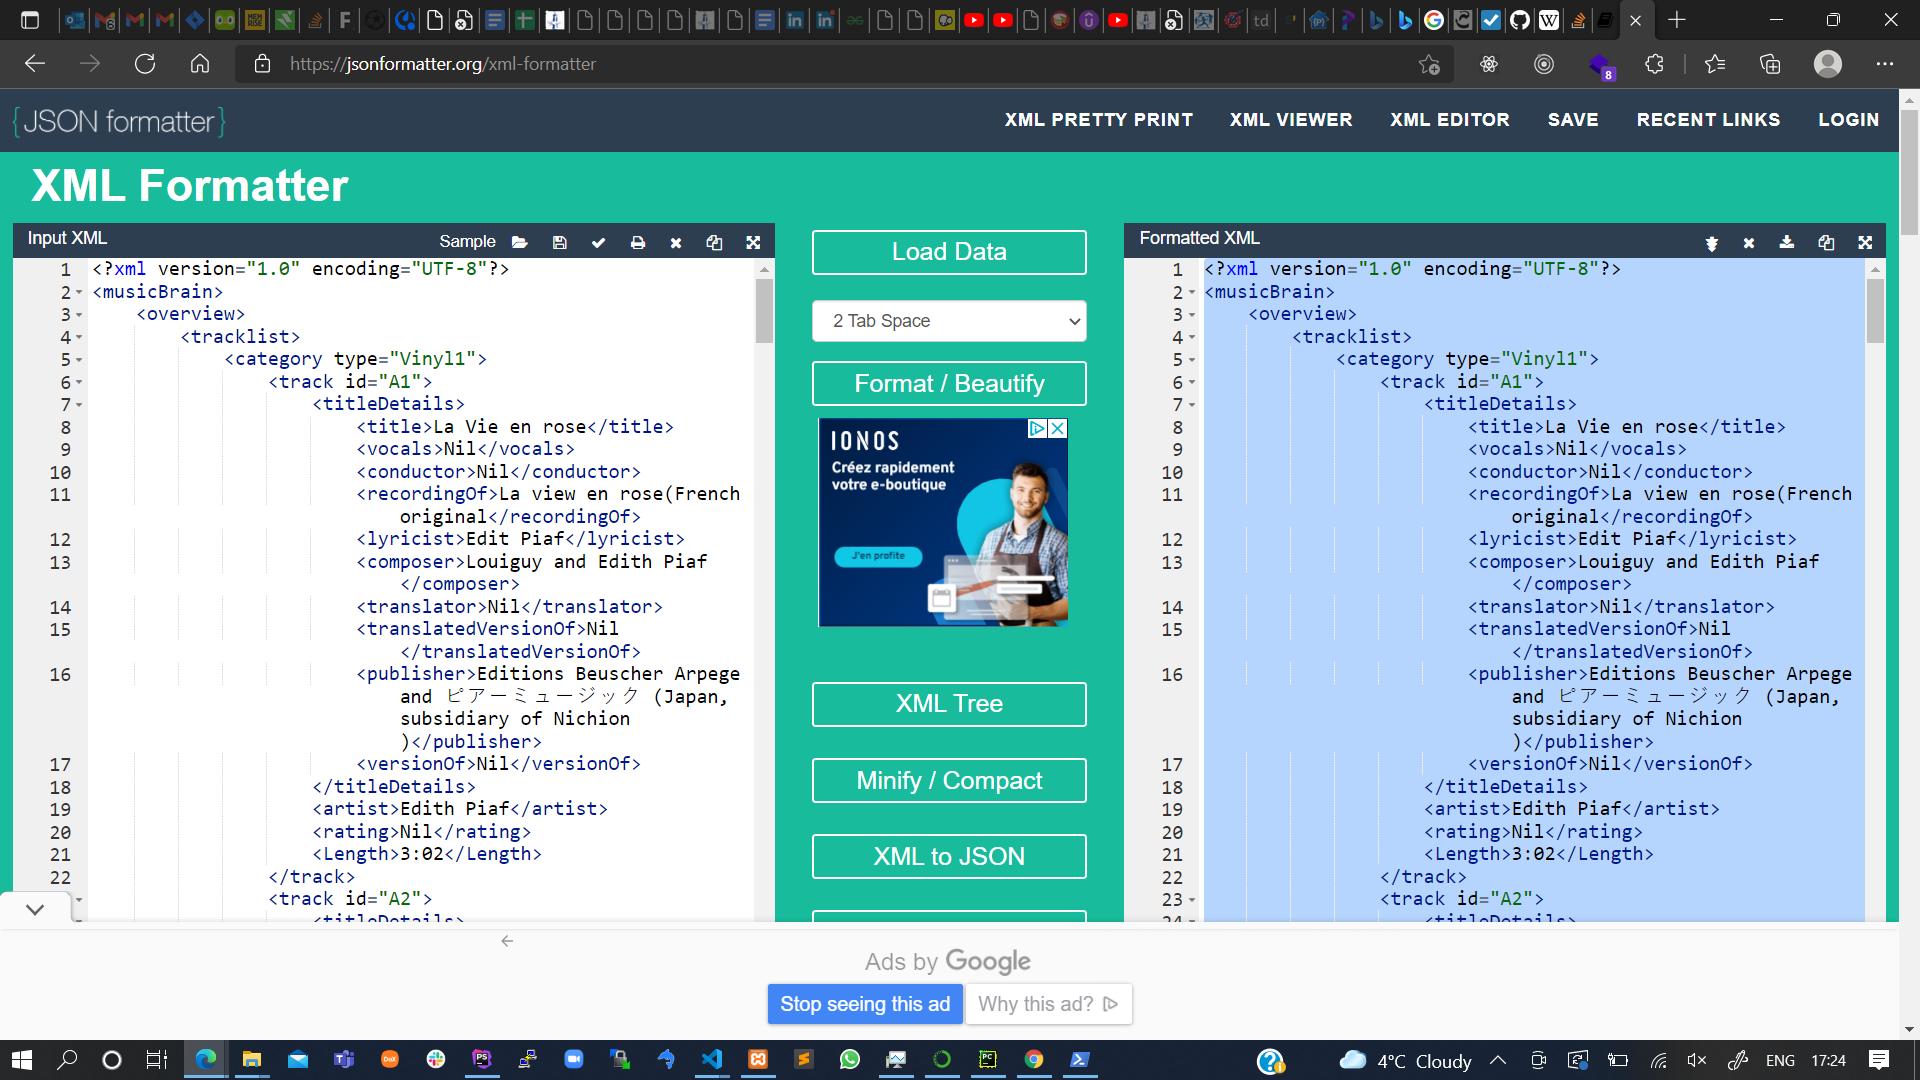 https://jsonformatter.org/xml-formatter
8
{JSON formatter}
XML PRETTY PRINT XML VIEWER XML EDITOR SAVE RECENT LINKS LOGIN
XML Formatter
Input XML
Sample
1 <?xml version="1.0" encoding="UTF-8"?>
2 <musicBrain>
3 <overview>
4 <tracklist>
5 <category type="Vinyl1">
6 <track id="A1">
7 <titleDetails>
8 <title>La Vie en rose</title>
9 <vocals>Nil</vocals>
10 <conductor>Nil</conductor>
11 <recordingOf>La view en rose(French
original</recordingOf>
12 <lyricist>Edit Piaf</lyricist>
13 <composer>Louiguy and Edith Piaf
</composer>
14 <translator>Nil</translator>
15 <translatedVersionOf>Nil
</translatedVersionOf>
16 <publisher>Editions Beuscher Arpege
and ピアーミュージック (Japan,
subsidiary of Nichion
)</publisher>
17 <versionOf>Nil</versionOf>
18 </titleDetails>
19 <artist>Edith Piaf</artist>
20 <rating>Nil</rating>
21 <Length>3:02</Length>
22 </track>
<track id="A2">
<titleDetails>
Load Data
2 Tab Space
Format / Beautify
IONOS
Créez rapidement
votre e-boutique
J'en profite
XML Tree
Minify / Compact
XML to JSON
Formatted XML
1 <?xml version="1.0" encoding="UTF-8"?>
2 <musicBrain>
3 <overview>
4 <tracklist>
5 <category type="Vinyl1">
6 <track id="A1">
7 <titleDetails>
8 <title>La Vie en rose</title>
9 <vocals>Nil</vocals>
10 <conductor>Nil</conductor>
11 <recordingOf>La view en rose(French
original</recordingOf>
12 <lyricist>Edit Piaf</lyricist>
13 <composer>Louiguy and Edith Piaf
</composer>
14 <translator>Nil</translator>
15 <translatedVersionOf>Nil
</translatedVersionOf>
16 <publisher>Editions Beuscher Arpege
and ピアーミュージック (Japan,
subsidiary of Nichion
)</publisher>
17 <versionOf>Nil</versionOf>
18 </titleDetails>
19 <artist>Edith Piaf</artist>
20 <rating>Nil</rating>
21 <Length>3:02</Length>
22 </track>
23 <track id="A2">
24 <titleDetails>
Ads by Google
Stop seeing this ad
Why this ad?
4°C Cloudy
ENG
17:24